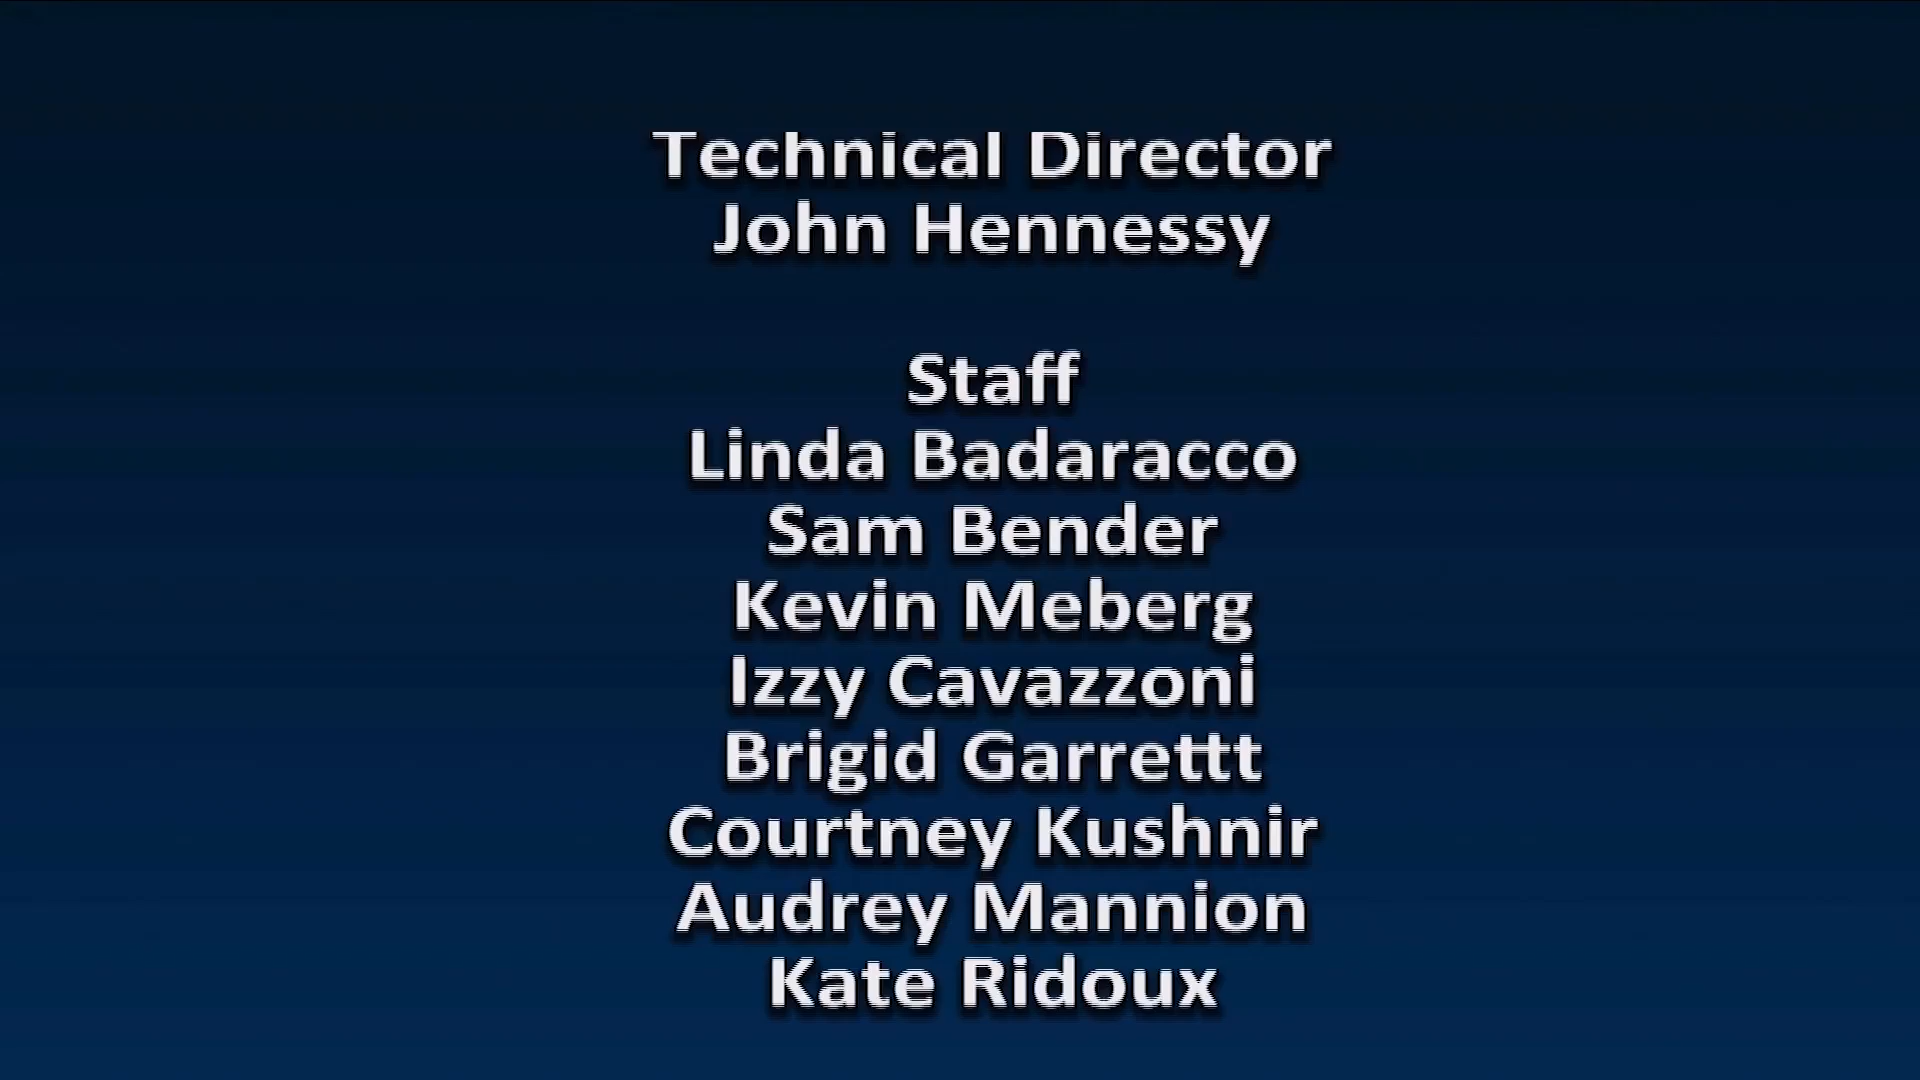 Technical Director
John Hennessy
Staff
Linda Badaracco
Sam Bender
Kevin Meberg
Izzy Cavazzoni
Brigid Garrettt
Courtney Kushnir
Audrey Mannion
Kate Ridoux